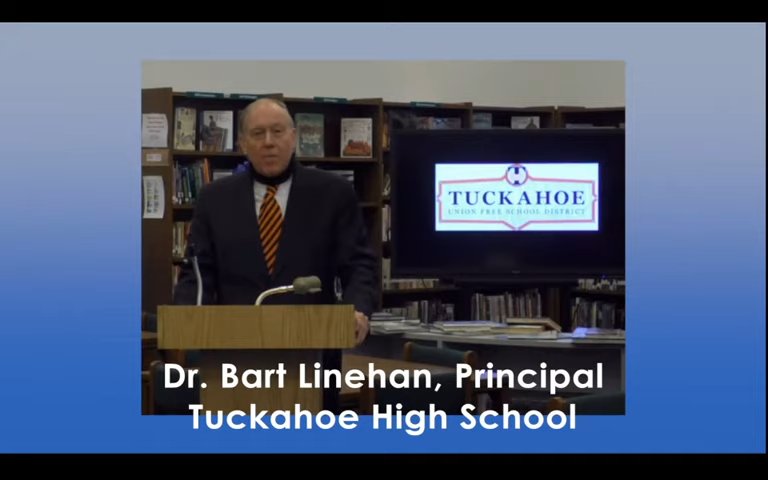 TUCKAHOE
UNION FREE SCHOOL DISTRICT
Dr. Bart Linehan, Principal
Tuckahoe High School